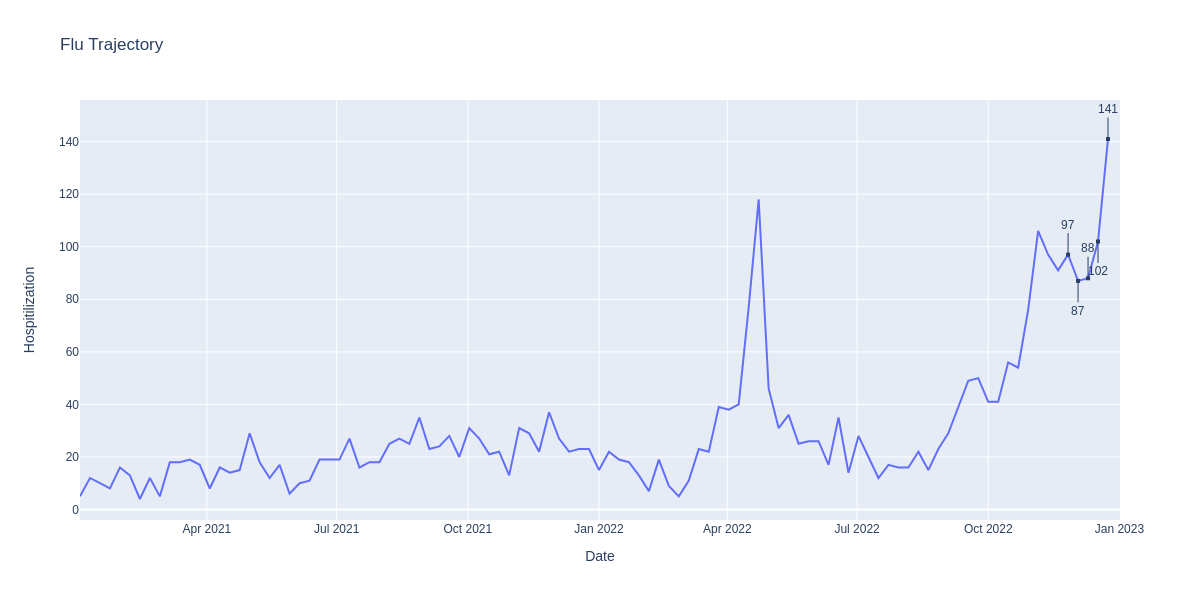 Flu Trajectory
141
140
120
97
100
88
102
80
87
60
40
20
0
Hospitilization
Apr 2021
Jul 2021
Oct 2021
Jan 2022
Apr 2022
Jul 2022
Oct 2022
Jan 2023
Date